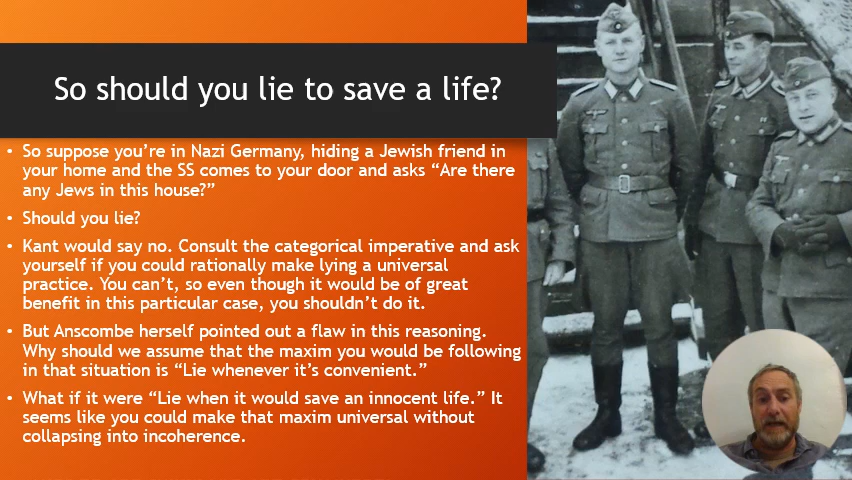 So should you lie to save a life?
• So suppose you’re in Nazi Germany, hiding a Jewish friend in
your home and the SS comes to your door and asks “Are there
any Jews in this house?”
• Should you lie?
• Kant would say no. Consult the categorical imperative and ask
yourself if you could rationally make lying a universal
practice. You can’t, so even though it would be of great
benefit in this particular case, you shouldn’t do it.
• But Anscombe herself pointed out a flaw in this reasoning.
Why should we assume that the maxim you would be following
in that situation is “Lie whenever it’s convenient.”
• What if it were “Lie when it would save an innocent life.” It
seems like you could make that maxim universal without
collapsing into incoherence.